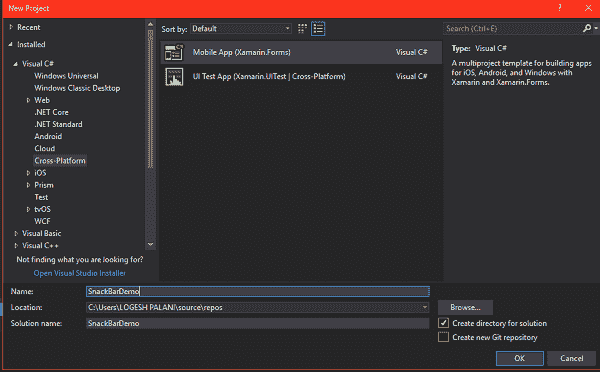 New Project
Recent
Installed
Visual C#
Windows Universal
Windows Classic Desktop
Web
.NET Core
.NET Standard
Android
Cloud
Cross-Platform
iOS
Prism
Test
tvOS
WCF
Visual Basic
Visual C++
Not finding what you are looking for?
Open Visual Studio Installer
Sort by: Default
Mobile App (Xamarin.Forms) Visual C#
UI Test App (Xamarin.UITest | Cross-Platform) Visual C#
Search (Ctrl+E)
Type: Visual C#
A multiproject template for building apps
for iOS, Android, and Windows with
Xamarin and Xamarin.Forms.
Name: SnackBarDemo
Location: C:\Users\LOGESH PALANI\source\repos
Browse...
Solution name: SnackBarDemo
Create directory for solution
Create new Git repository
OK Cancel